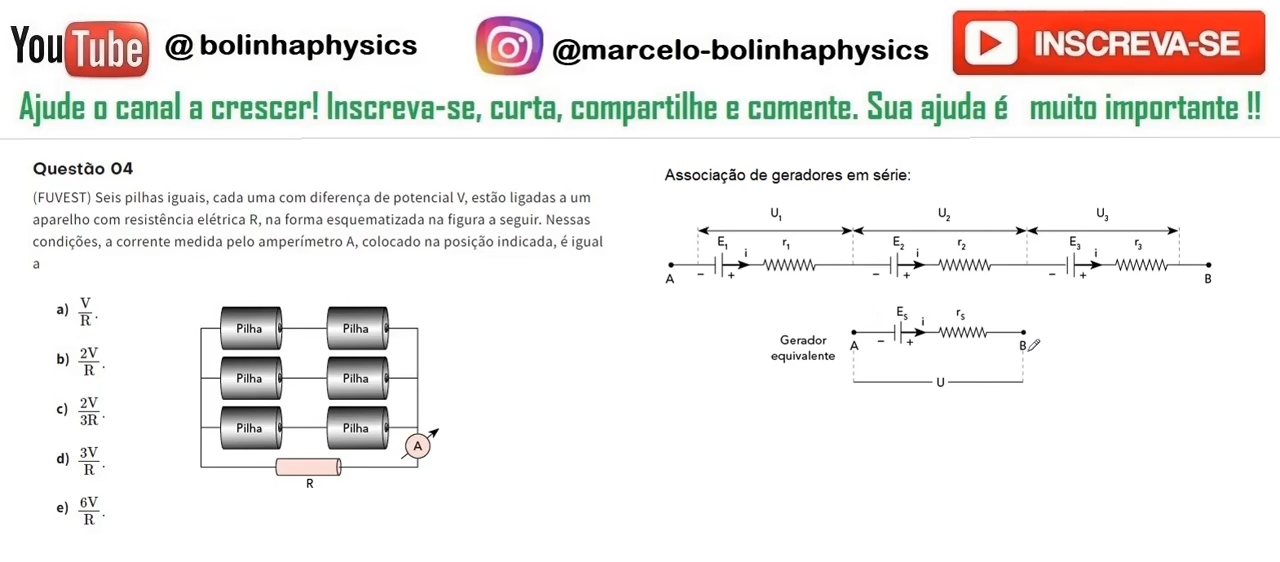 YouTube @bolinhaphysics @marcelo-bolinhaphysics INSCREVA-SE
Ajude o canal a crescer! Inscreva-se, curta, compartilhe e comente. Sua ajuda é muito importante !!
Questão 04
(FUVEST) Seis pilhas iguais, cada uma com diferença de potencial V, estão ligadas a um
aparelho com resistência elétrica R, na forma esquematizada na figura a seguir. Nessas
condições, a corrente medida pelo amperímetro A, colocado na posição indicada, é igual
a
a) V/R.
b) 2V/R.
c) 2V/3R.
d) 3V/R.
e) 6V/R.
Pilha Pilha
Pilha Pilha
Pilha Pilha
A
R
Associação de geradores em série:
U₁ U₂ U₃
E₁ i r₁ E₂ i r₂ E₃ i r₃
A - + - + - + B
Gerador
equivalente
Eₛ i rₛ
A - + B
U